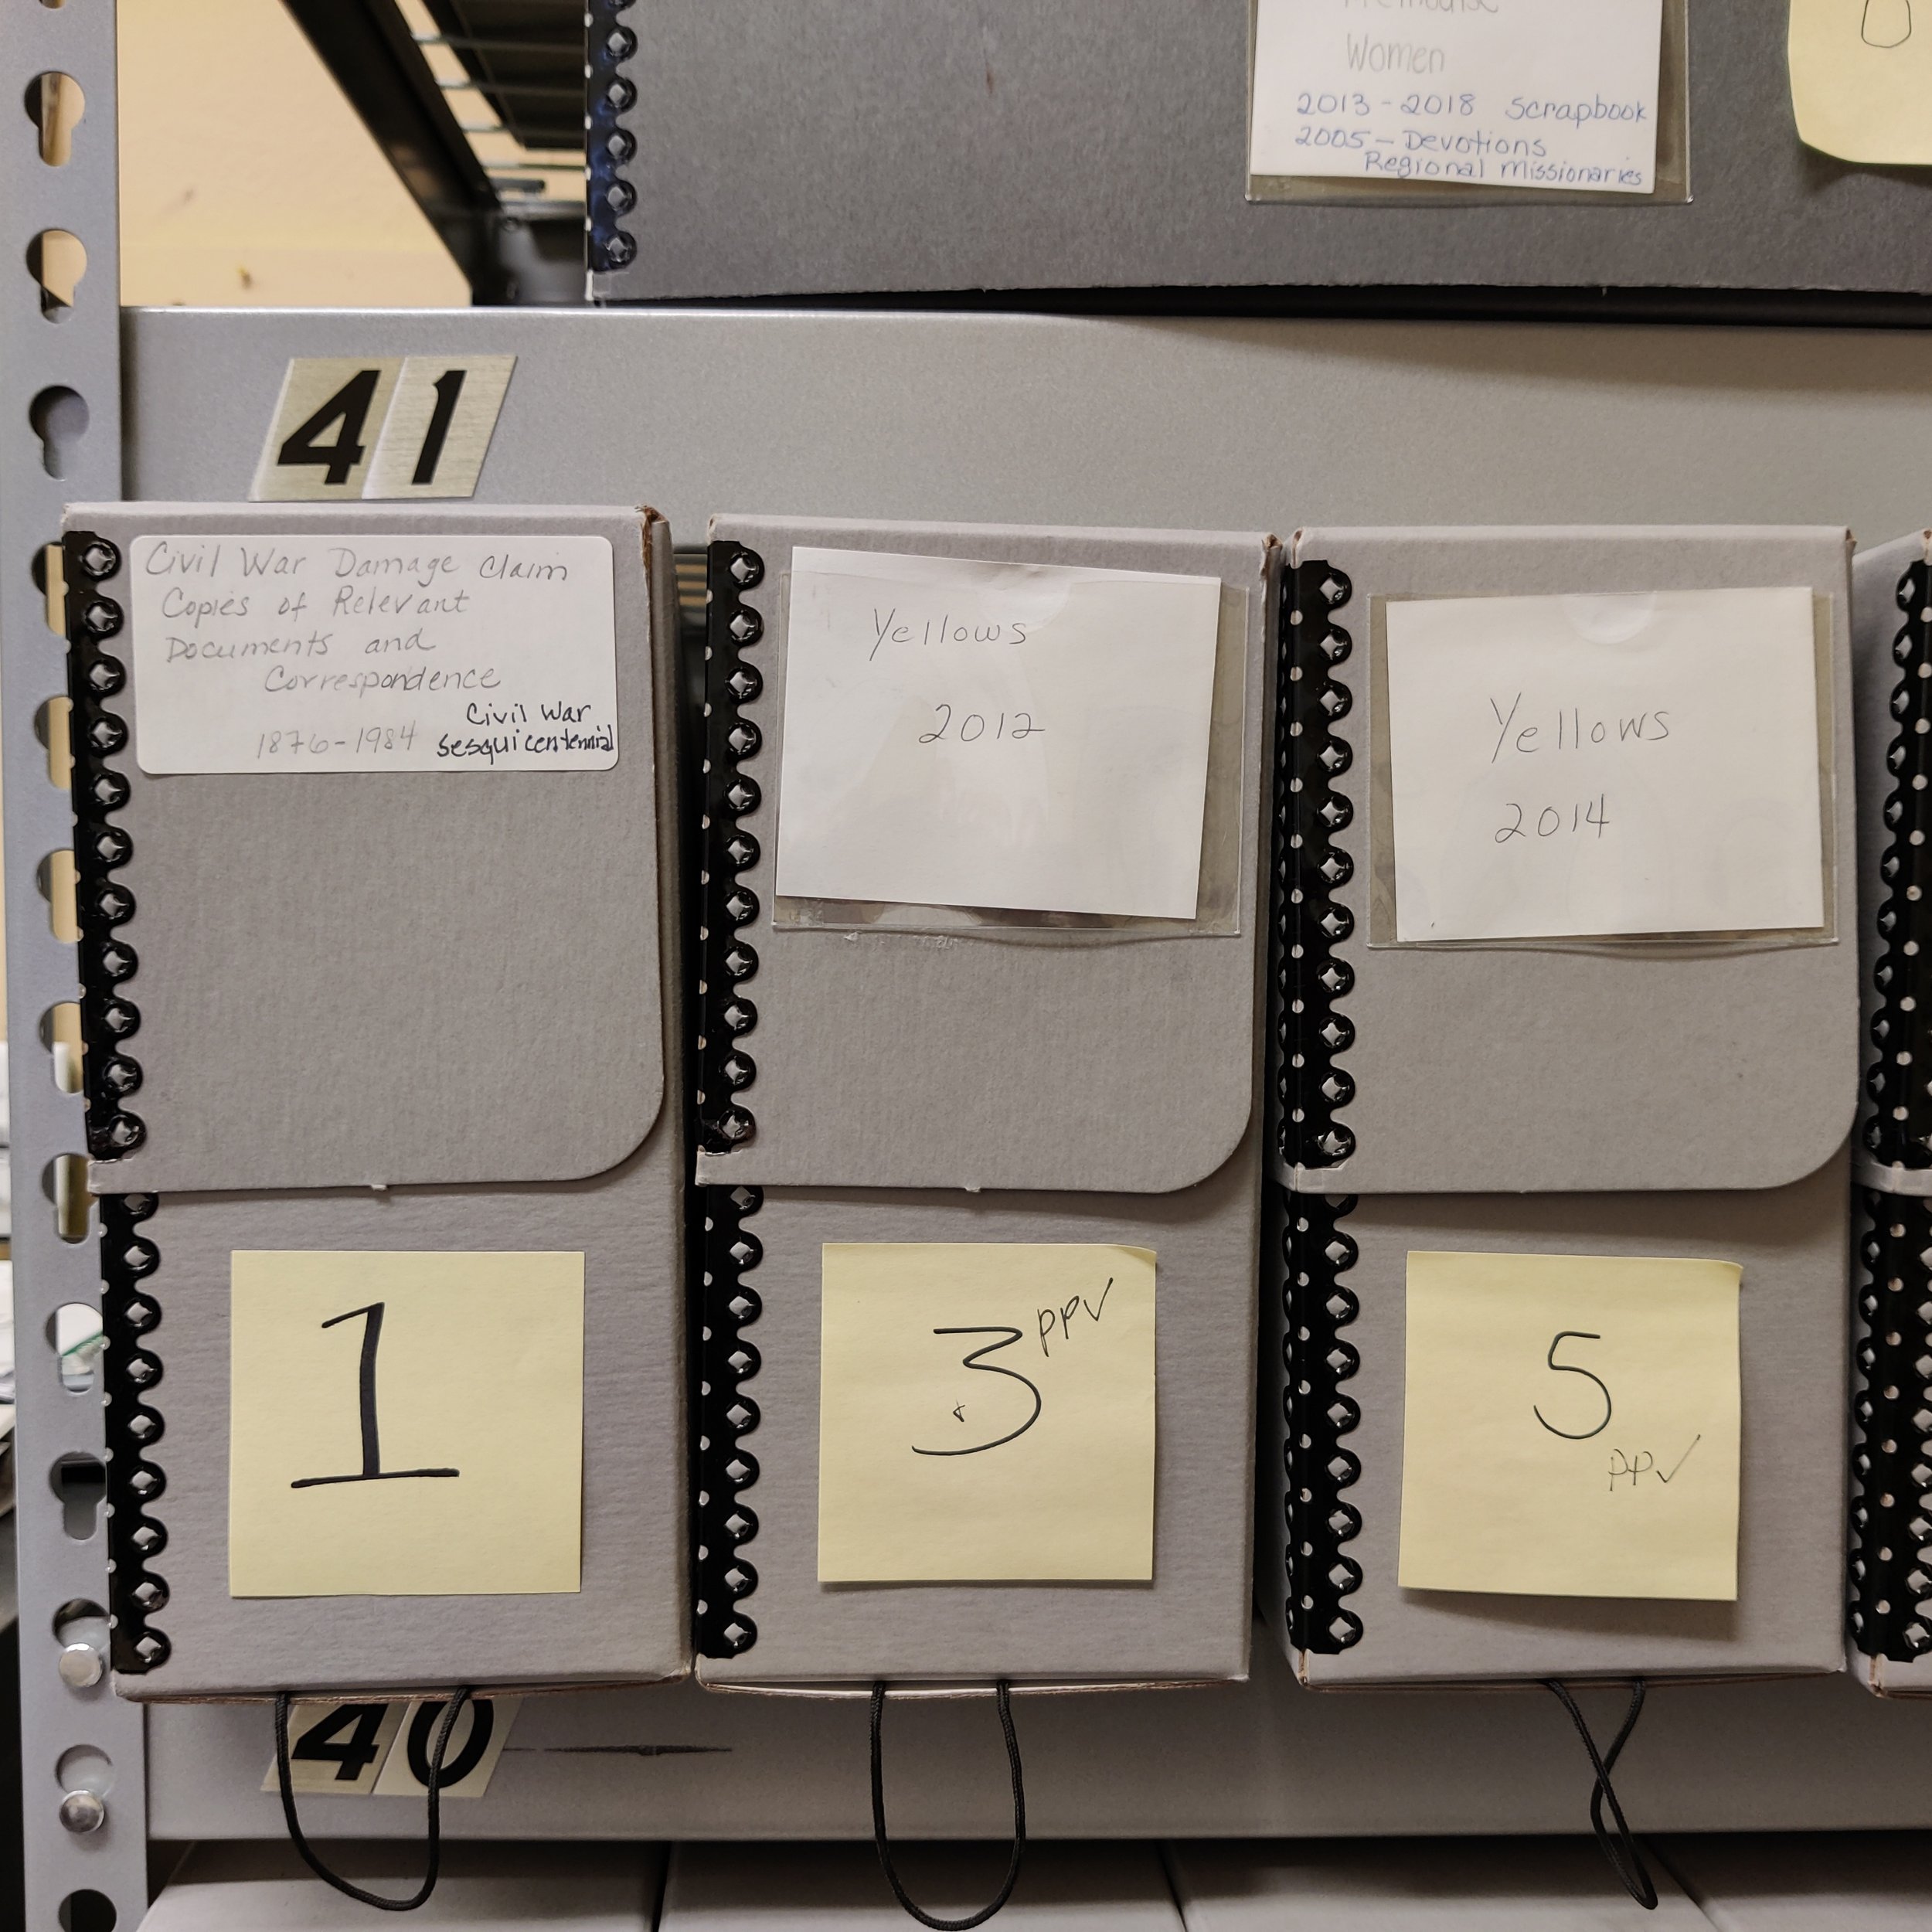 Women
2013-2018 Scrapbook
2005-Devotions
Regional Missionaries
41
Civil War Damage Claim
Copies of Relevant
Documents and
Correspondence
1876-1984
Civil War
Sesquicentennial
Yellows
2012
Yellows
2014
1
3
PPV
5
PPV
40